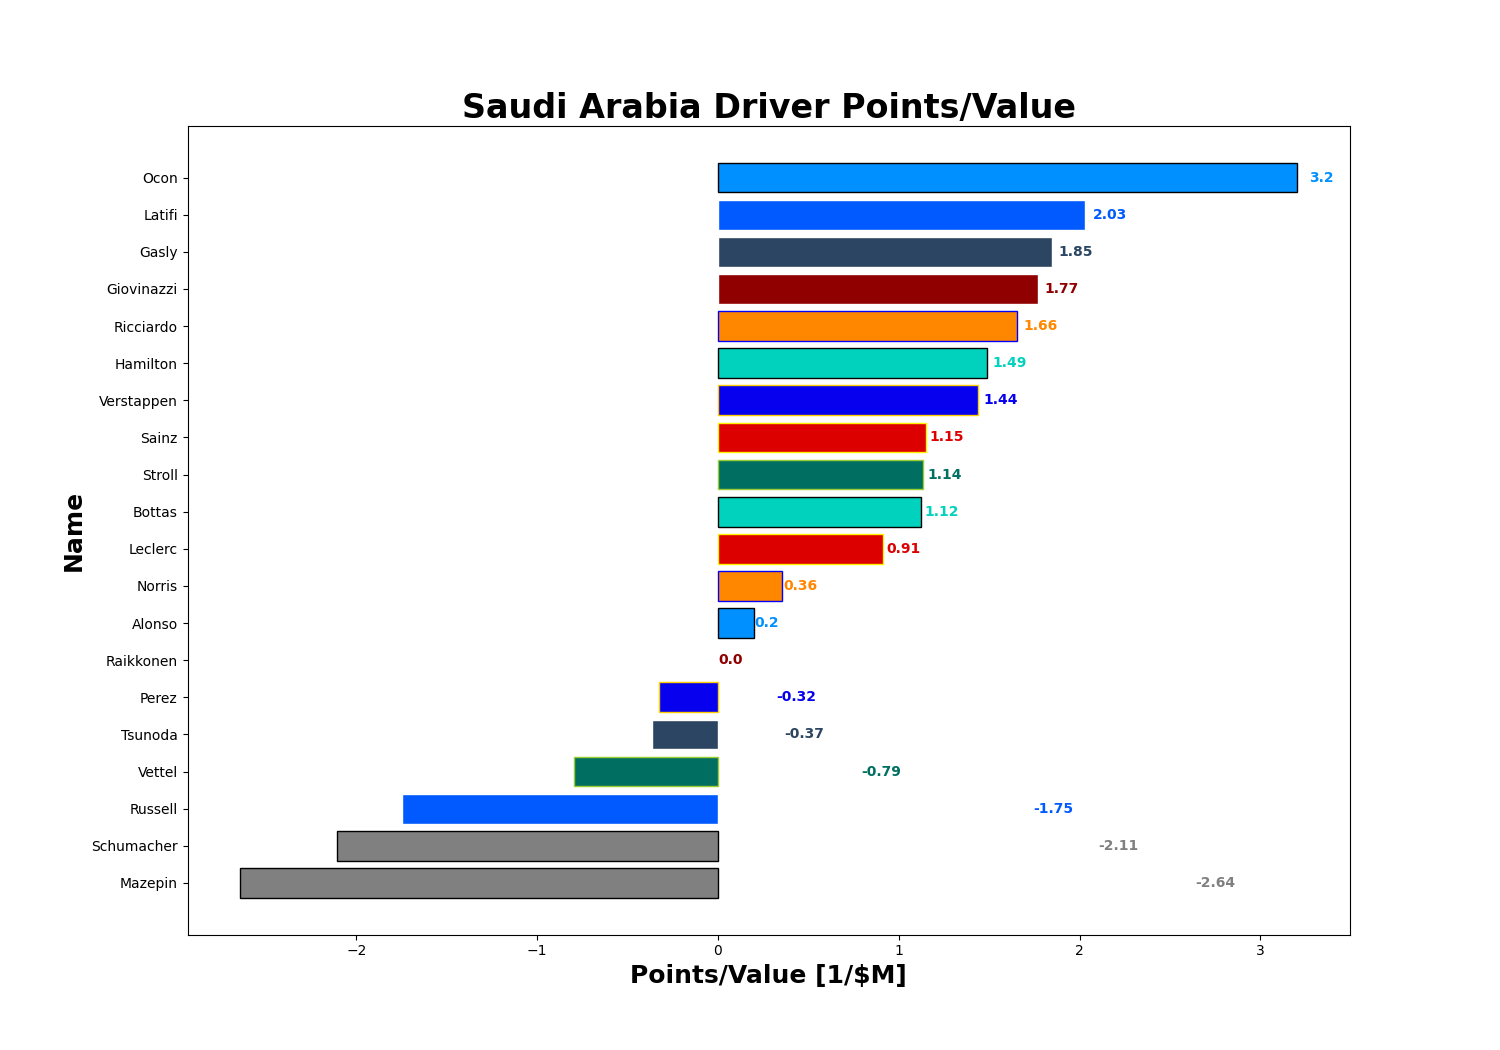 Saudi Arabia Driver Points/Value
Ocon 3.2
Latifi 2.03
Gasly 1.85
Giovinazzi 1.77
Ricciardo 1.66
Hamilton 1.49
Verstappen 1.44
Sainz 1.15
Stroll 1.14
Bottas 1.12
Leclerc 0.91
Norris 0.36
Alonso 0.2
Raikkonen 0.0
Perez -0.32
Tsunoda -0.37
Vettel -0.79
Russell -1.75
Schumacher -2.11
Mazepin -2.64
Name
−2 −1 0 1 2 3
Points/Value [1/$M]